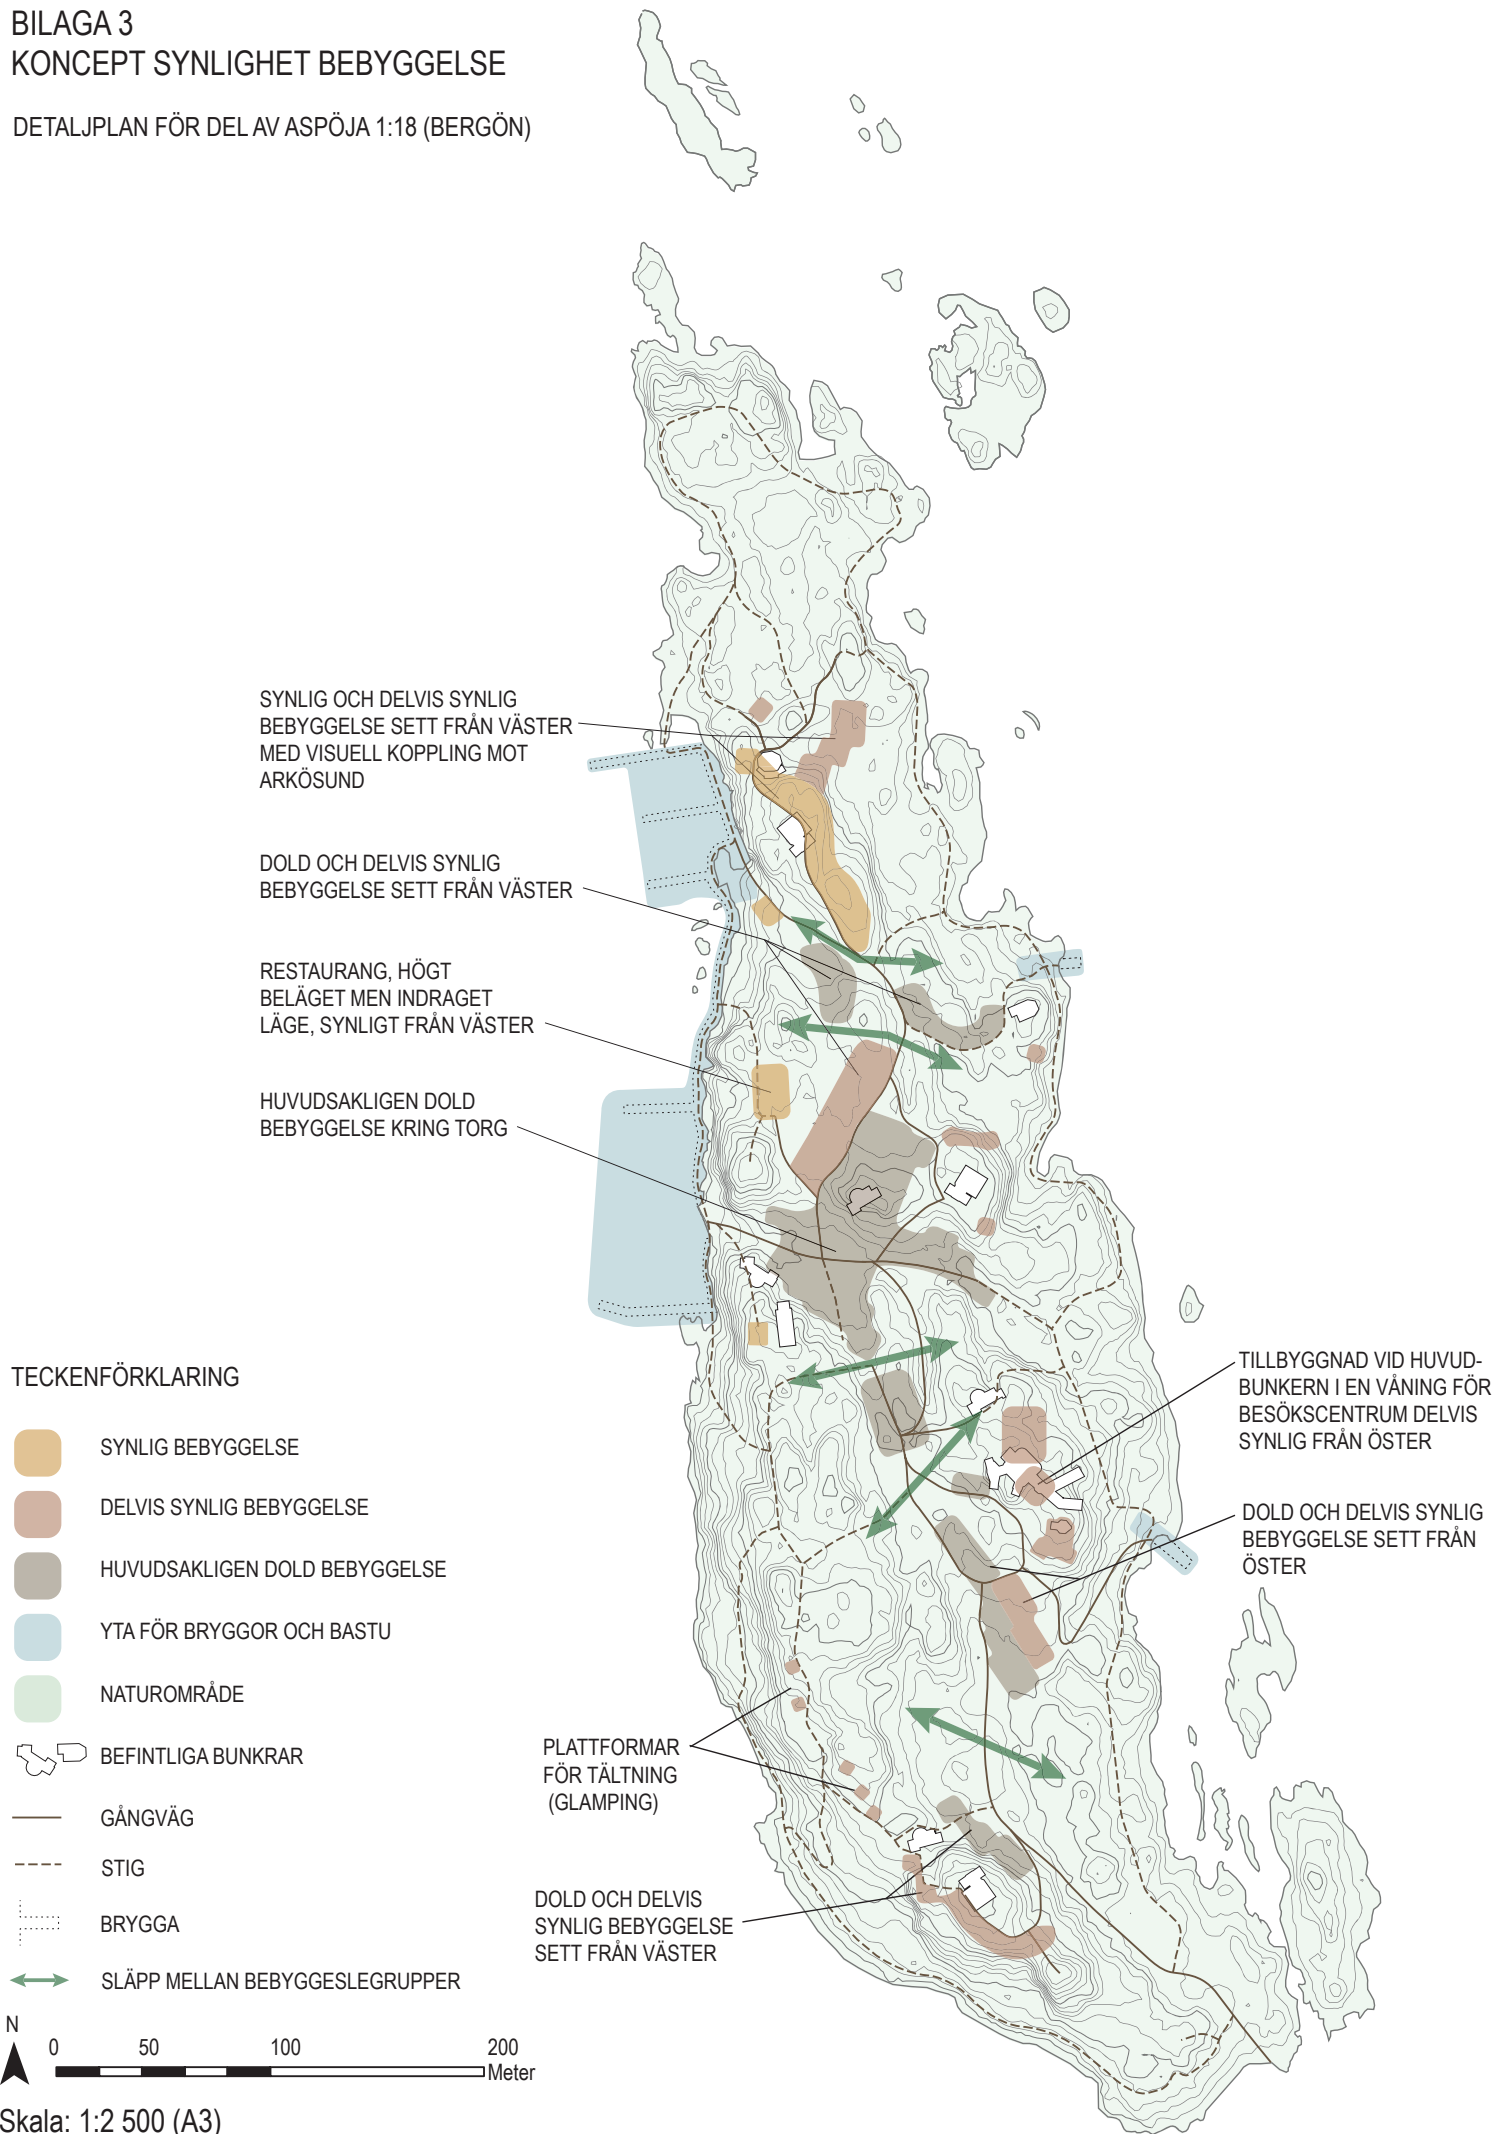 BILAGA 3
KONCEPT SYNLIGHET BEBYGGELSE
DETALJPLAN FÖR DEL AV ASPÖJA 1:18 (BERGÖN)
SYNLIG OCH DELVIS SYNLIG
BEBYGGELSE SETT FRÅN VÄSTER
MED VISUELL KOPPLING MOT
ARKÖSUND
DOLD OCH DELVIS SYNLIG
BEBYGGELSE SETT FRÅN VÄSTER
RESTAURANG, HÖGT
BELÄGET MEN INDRAGET
LÄGE, SYNLIGT FRÅN VÄSTER
HUVUDSAKLIGEN DOLD
BEBYGGELSE KRING TORG
TILLBYGGNAD VID HUVUD-
BUNKERN I EN VÅNING FÖR
BESÖKSCENTRUM DELVIS
SYNLIG FRÅN ÖSTER
DOLD OCH DELVIS SYNLIG
BEBYGGELSE SETT FRÅN
ÖSTER
PLATTFORMAR
FÖR TÄLTNING
(GLAMPING)
DOLD OCH DELVIS
SYNLIG BEBYGGELSE
SETT FRÅN VÄSTER
TECKENFÖRKLARING
SYNLIG BEBYGGELSE
DELVIS SYNLIG BEBYGGELSE
HUVUDSAKLIGEN DOLD BEBYGGELSE
YTA FÖR BRYGGOR OCH BASTU
NATUROMRÅDE
BEFINTLIGA BUNKRAR
GÅNGVÄG
STIG
BRYGGA
SLÄPP MELLAN BEBYGGESLEGRUPPER
N
0 50 100 200
Meter
Skala: 1:2 500 (A3)